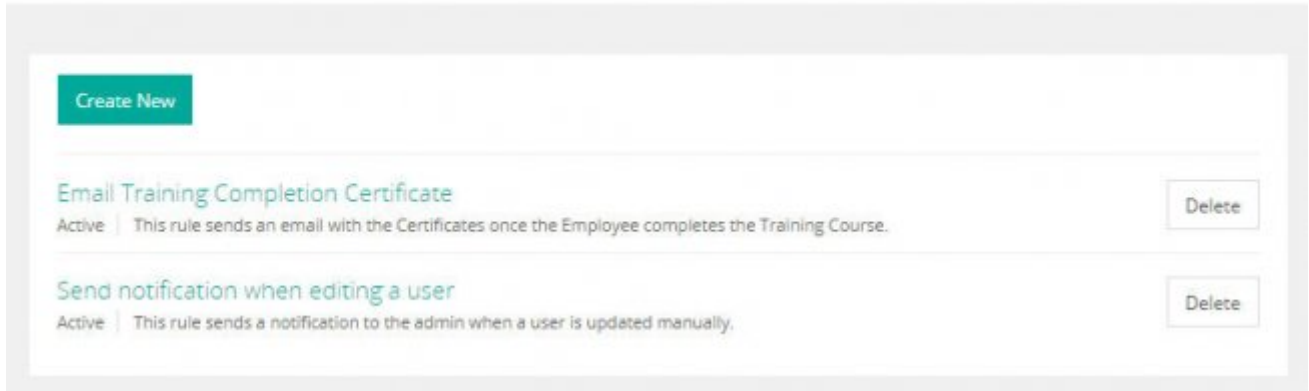 Create New
Email Training Completion Certificate
Delete
Active This rule sends an email with the Certificates once the Employee completes the Training Course.
Send notification when editing a user
Delete
Active This rule sends a notification to the admin when a user is updated manually.